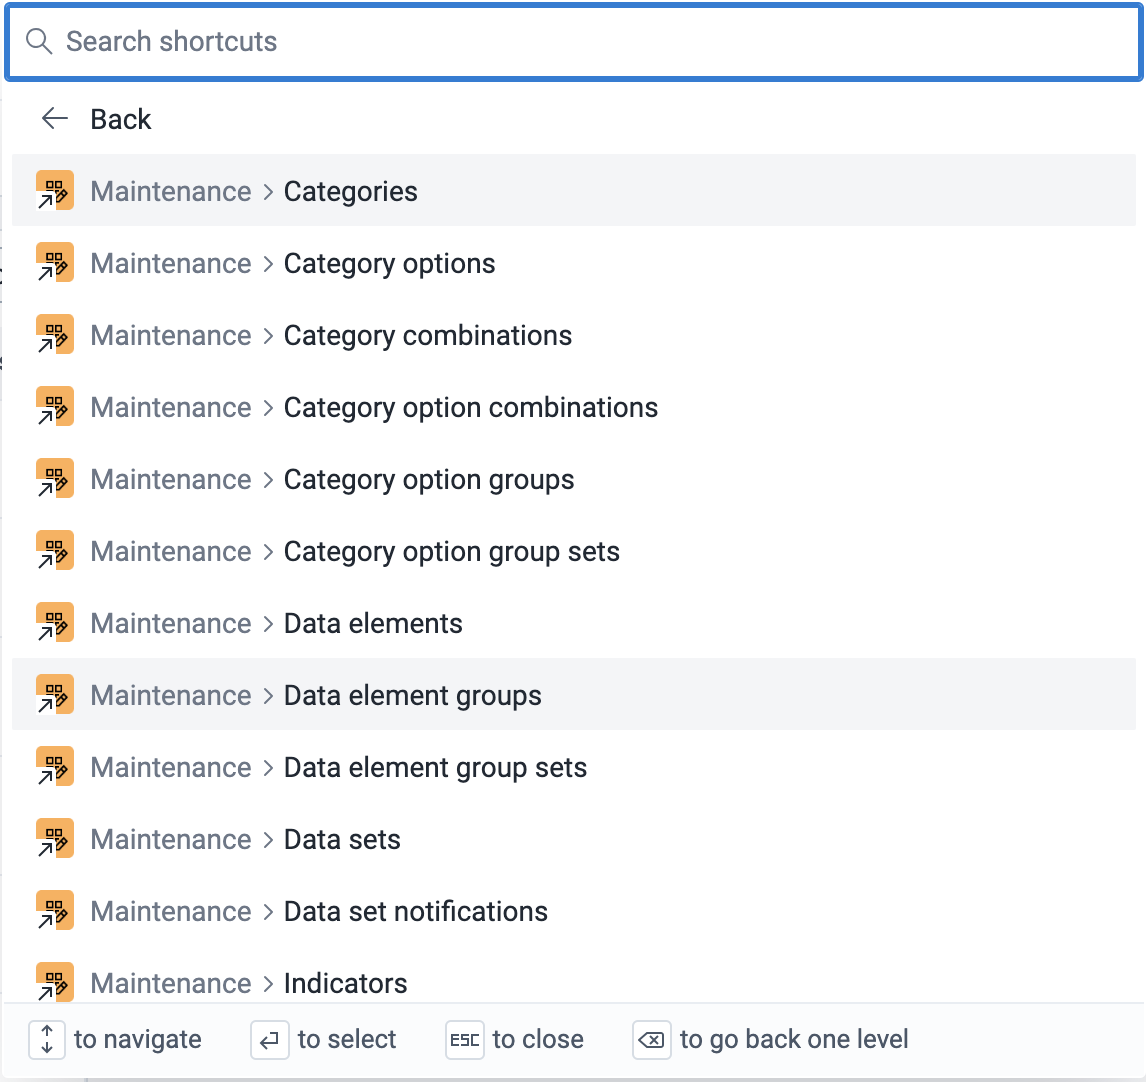 Search shortcuts
Back
Maintenance > Categories
Maintenance > Category options
Maintenance > Category combinations
Maintenance > Category option combinations
Maintenance > Category option groups
Maintenance > Category option group sets
Maintenance > Data elements
Maintenance > Data element groups
Maintenance > Data element group sets
Maintenance > Data sets
Maintenance > Data set notifications
Maintenance > Indicators
to navigate to select ESC to close to go back one level